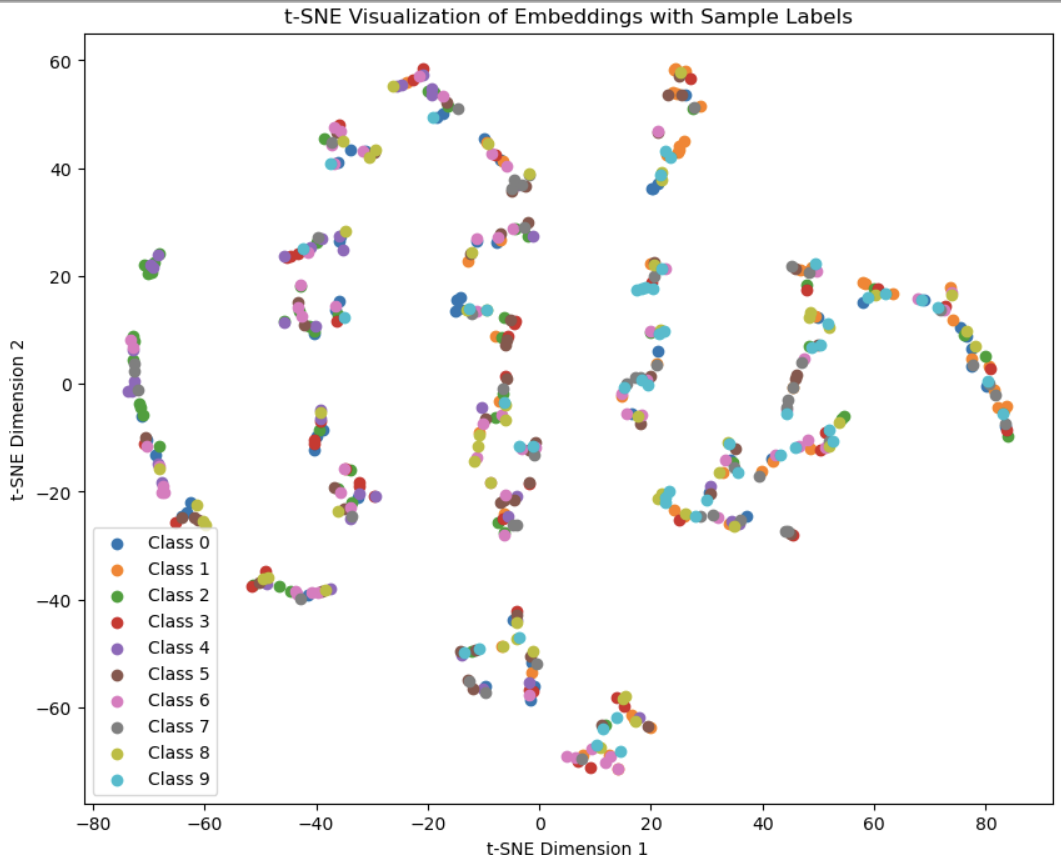 t-SNE Visualization of Embeddings with Sample Labels
60
40
20
0
−20
−40
−60
t-SNE Dimension 2
Class 0
Class 1
Class 2
Class 3
Class 4
Class 5
Class 6
Class 7
Class 8
Class 9
−80 −60 −40 −20 0 20 40 60 80
t-SNE Dimension 1